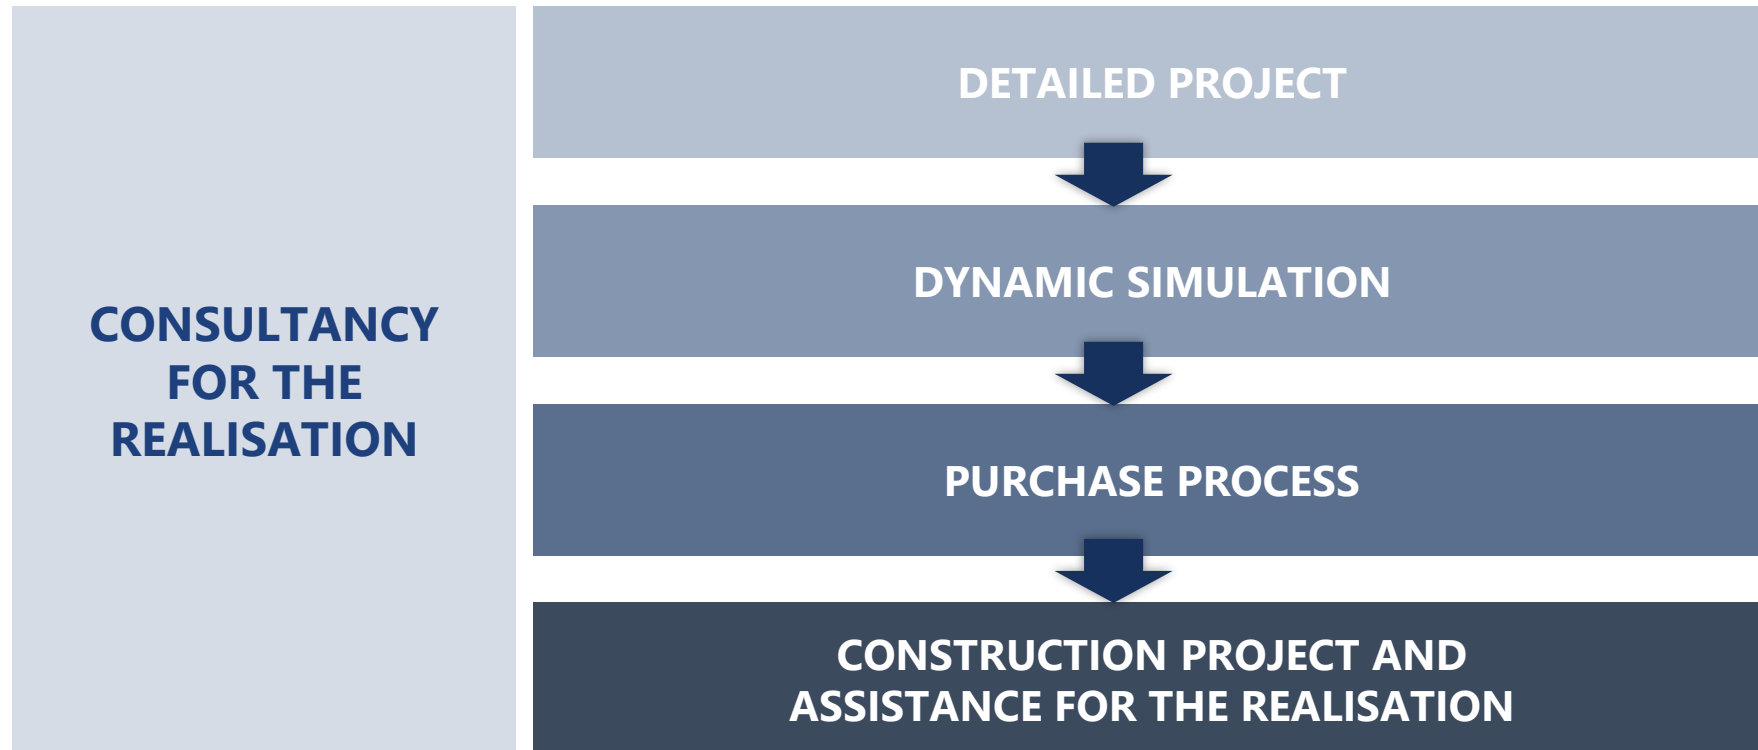 CONSULTANCY
FOR THE
REALISATION
DETAILED PROJECT
DYNAMIC SIMULATION
PURCHASE PROCESS
CONSTRUCTION PROJECT AND
ASSISTANCE FOR THE REALISATION